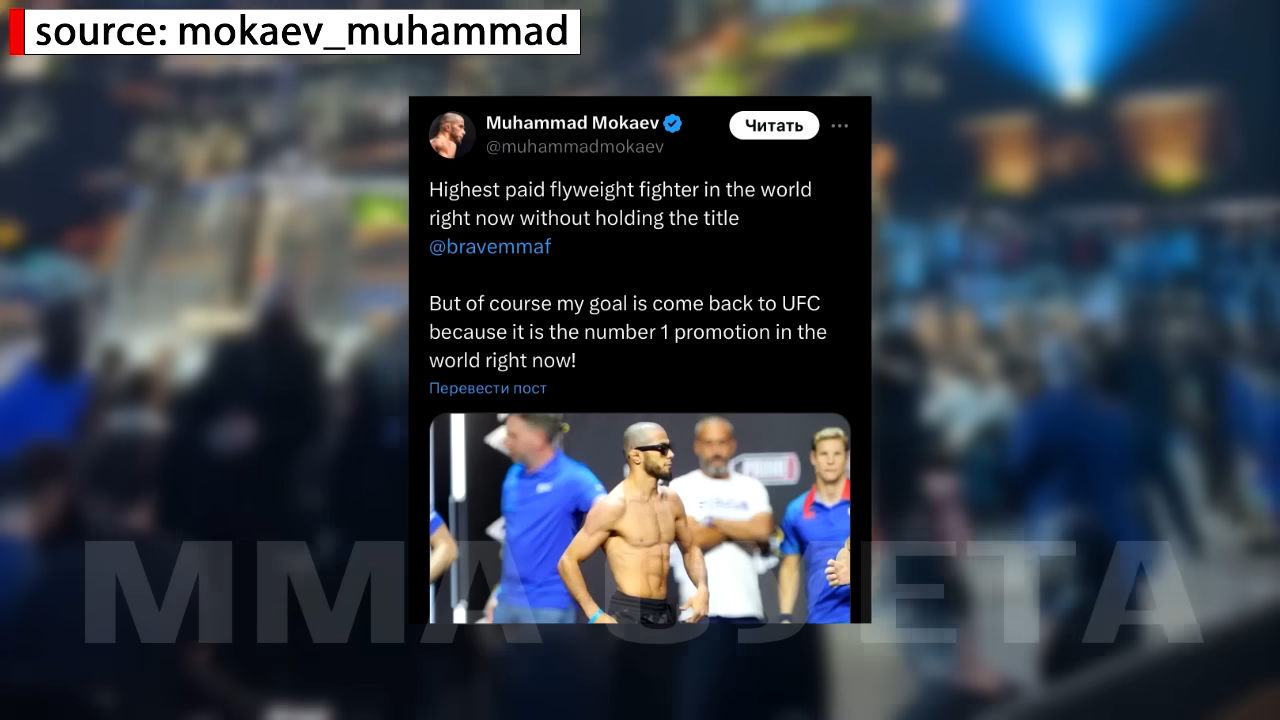 source: mokaev_muhammad
Muhammad Mokaev
@muhammadmokaev
Читать
Highest paid flyweight fighter in the world
right now without holding the title
@bravemmaf
But of course my goal is come back to UFC
because it is the number 1 promotion in the
world right now!
Перевести пост
MMA UJETA